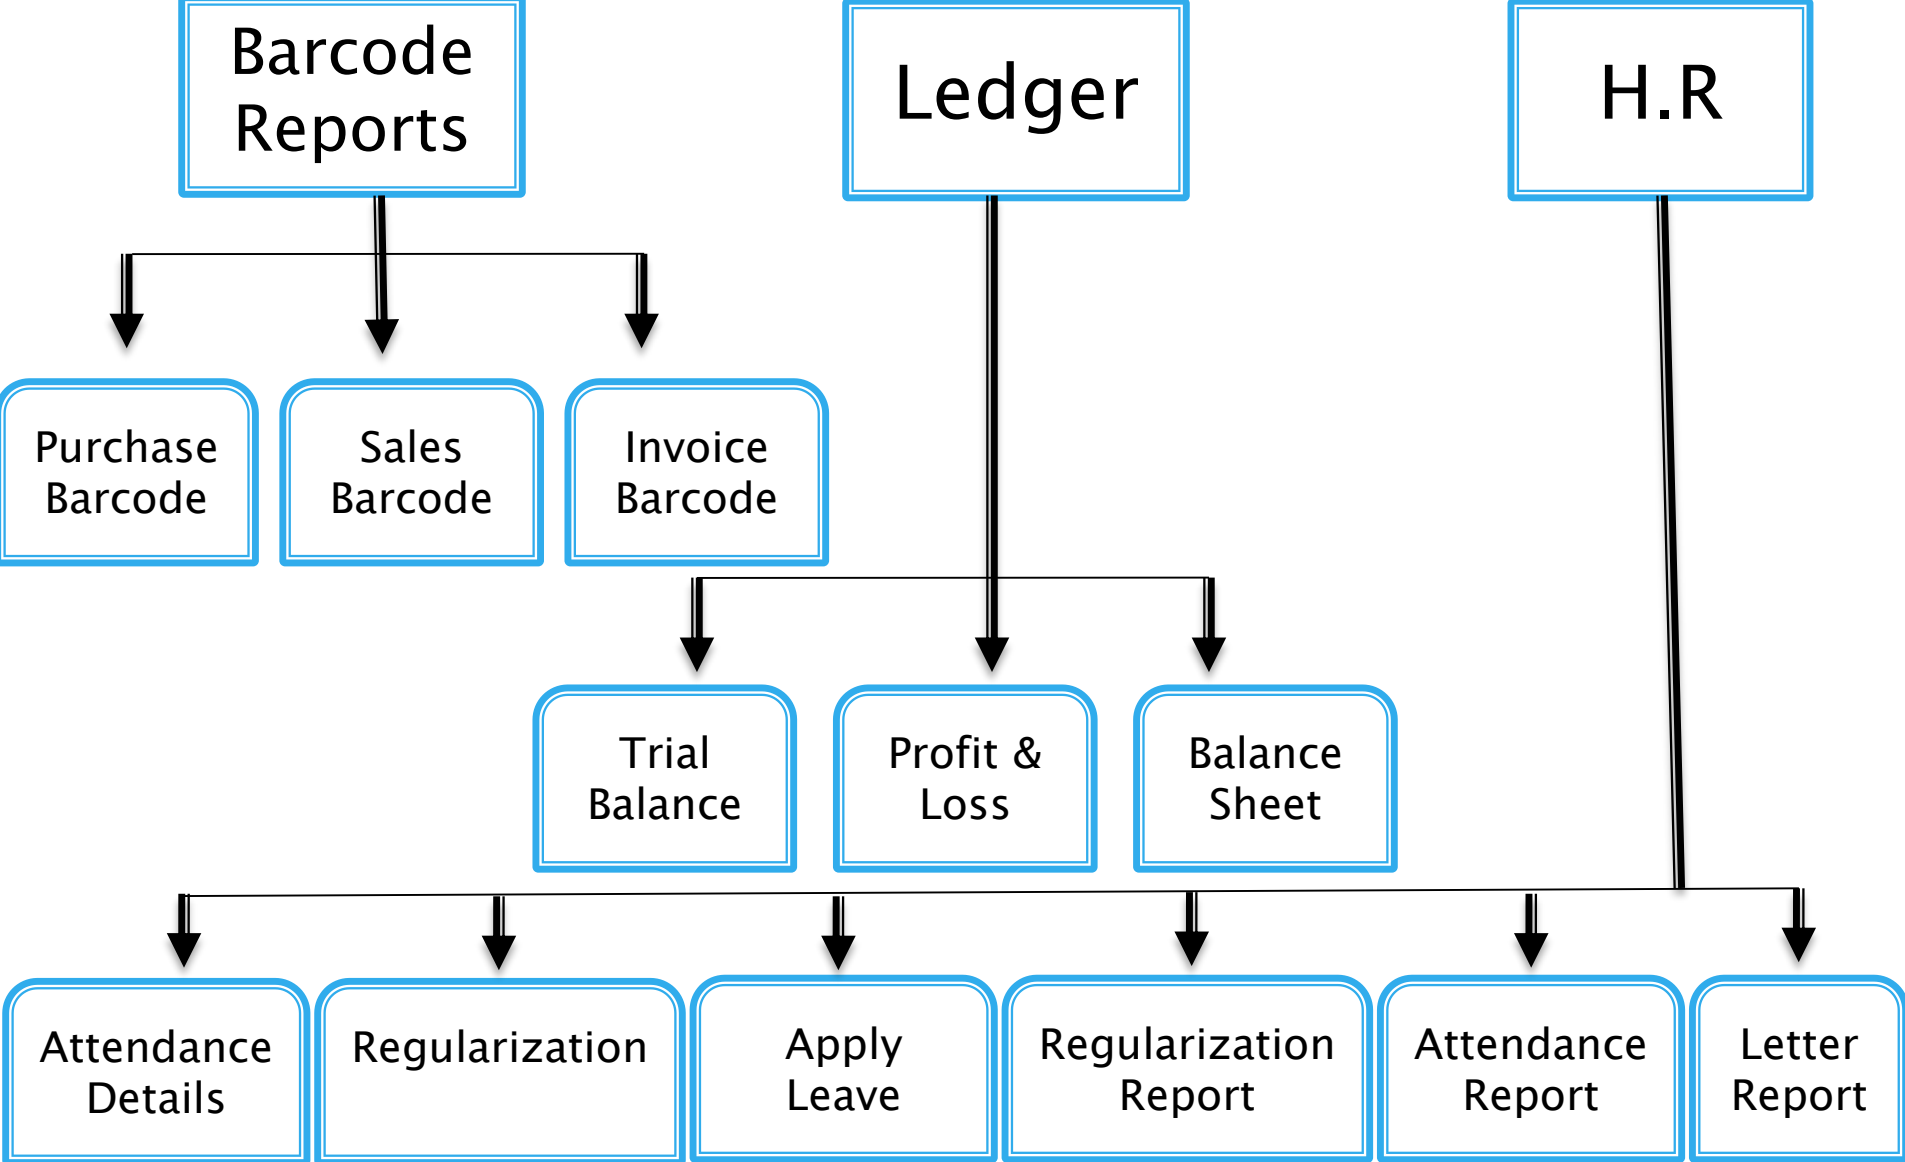 Barcode
Reports
Ledger
H.R
Purchase
Barcode
Sales
Barcode
Invoice
Barcode
Trial
Balance
Profit &
Loss
Balance
Sheet
Attendance
Details
Regularization
Apply
Leave
Regularization
Report
Attendance
Report
Letter
Report